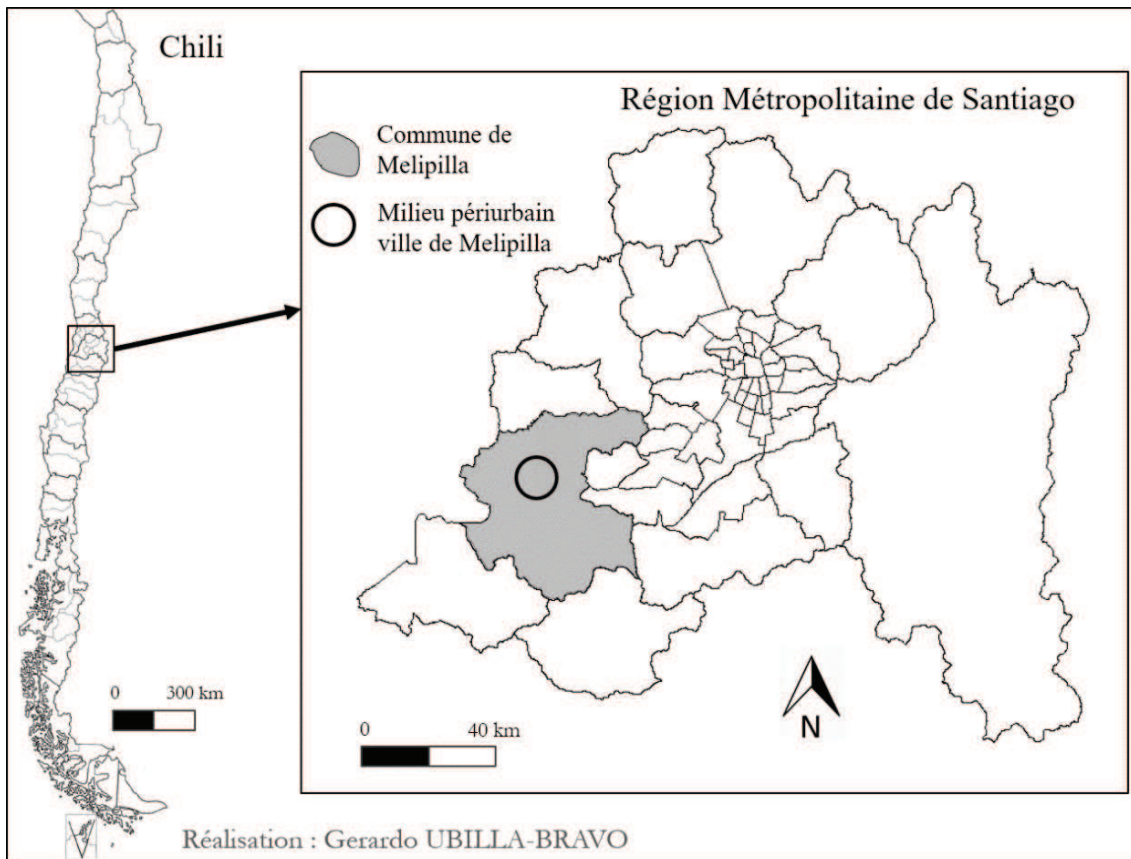 Chili
Région Métropolitaine de Santiago
Commune de
Melipilla
Milieu périurbain
ville de Melipilla
0 300 km
0 40 km
N
Réalisation : Gerardo UBILLA-BRAVO